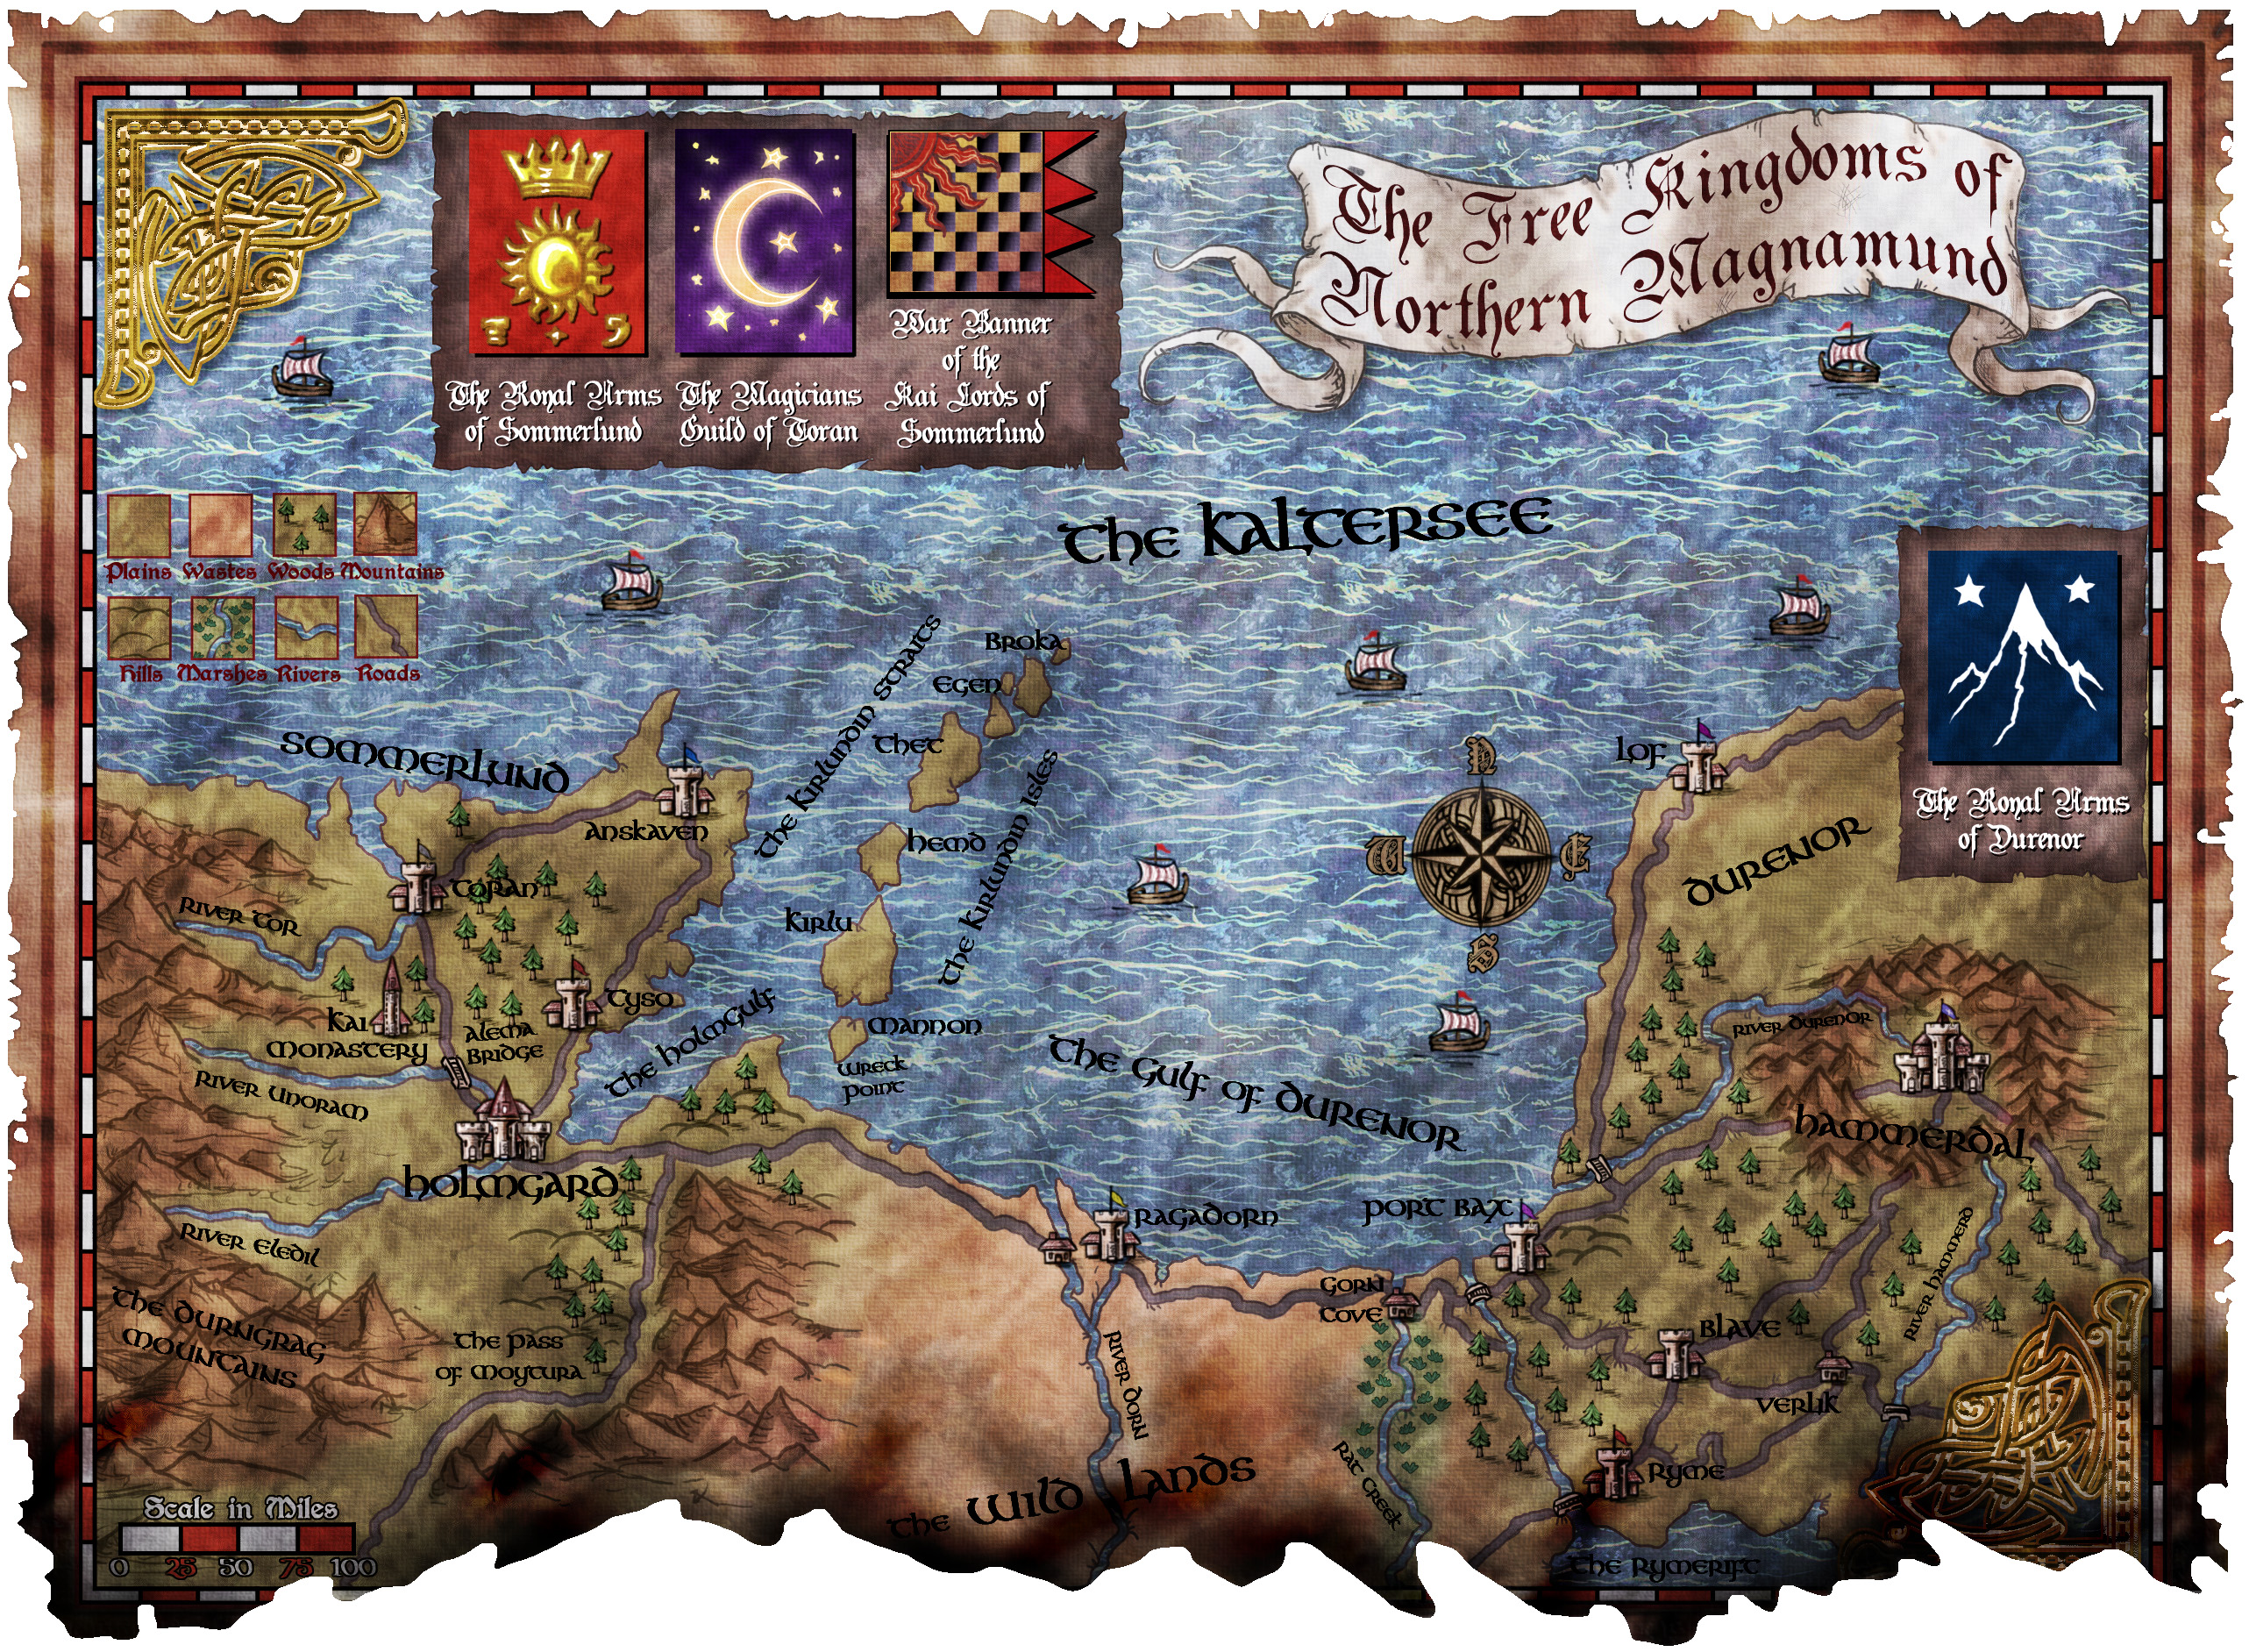 The Free Kingdoms of
Northern Magnamund
The Royal Arms
of Sommerlund
The Magicians
Guild of Toran
War Banner
of the
Kai Lords of
Sommerlund
Plains Wastes Woods Mountains
Hills Marshes Rivers Roads
The Kaltersee
The Royal Arms
of Durenor
Broka
Egen
Thet
Hemd
Kirlu
Mannon
Wreck
Point
The Kirlundin Straits
The Kirlundin Isles
Sommerlund
Anskaven
Toran
River Tor
Tyso
Kai
Monastery
Alema
Bridge
River Unoram
The Holmgulf
Holmgard
River Eledil
The Durngrag
Mountains
The Pass
of Moytura
The Gulf of Durenor
N
W
E
S
Lof
Durenor
River Durenor
Hammerdal
Port Bax
Ragadorn
Gorn
Cove
River Dorn
Rat Creek
The Wild Lands
Blave
Verlik
River Hammerd
Ryme
The Rymerift
Scale in Miles
0 25 50 75 100